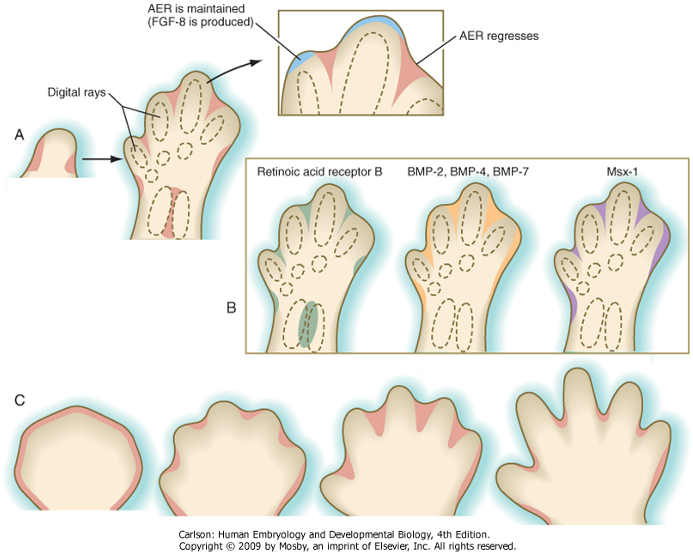 AER is maintained
(FGF-8 is produced)
AER regresses
Digital rays
A
Retinoic acid receptor B
BMP-2, BMP-4, BMP-7
Msx-1
B
C
Carlson: Human Embryology and Developmental Biology, 4th Edition.
Copyright © 2009 by Mosby, an imprint of Elsevier, Inc. All rights reserved.